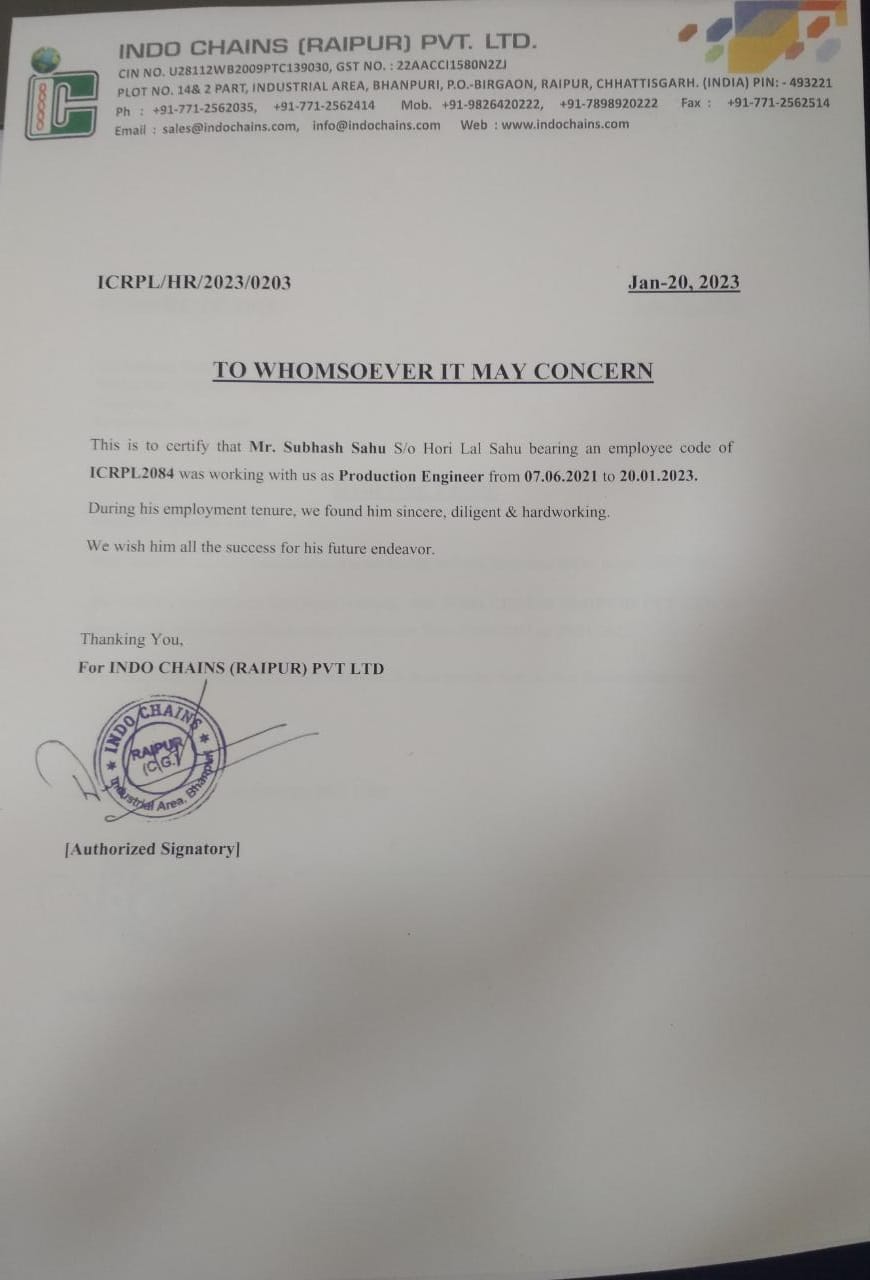 INDO CHAINS (RAIPUR) PVT. LTD.
CIN NO. U28112WB2009PTC139030, GST NO. : 22AACCI1580N2ZJ
PLOT NO. 14& 2 PART, INDUSTRIAL AREA, BHANPURI, P.O.-BIRGAON, RAIPUR, CHHATTISGARH. (INDIA) PIN: - 493221
Ph : +91-771-2562035, +91-771-2562414 Mob. +91-9826420222, +91-7898920222 Fax : +91-771-2562514
Email : sales@indochains.com, info@indochains.com Web : www.indochains.com
ICRPL/HR/2023/0203 Jan-20, 2023
TO WHOMSOEVER IT MAY CONCERN
This is to certify that Mr. Subhash Sahu S/o Hori Lal Sahu bearing an employee code of
ICRPL2084 was working with us as Production Engineer from 07.06.2021 to 20.01.2023.
During his employment tenure, we found him sincere, diligent & hardworking.
We wish him all the success for his future endeavor.
Thanking You,
For INDO CHAINS (RAIPUR) PVT LTD
INDO CHAINS
RAIPUR
(C.G.)
Industrial Area, Bhanpuri
[Authorized Signatory]